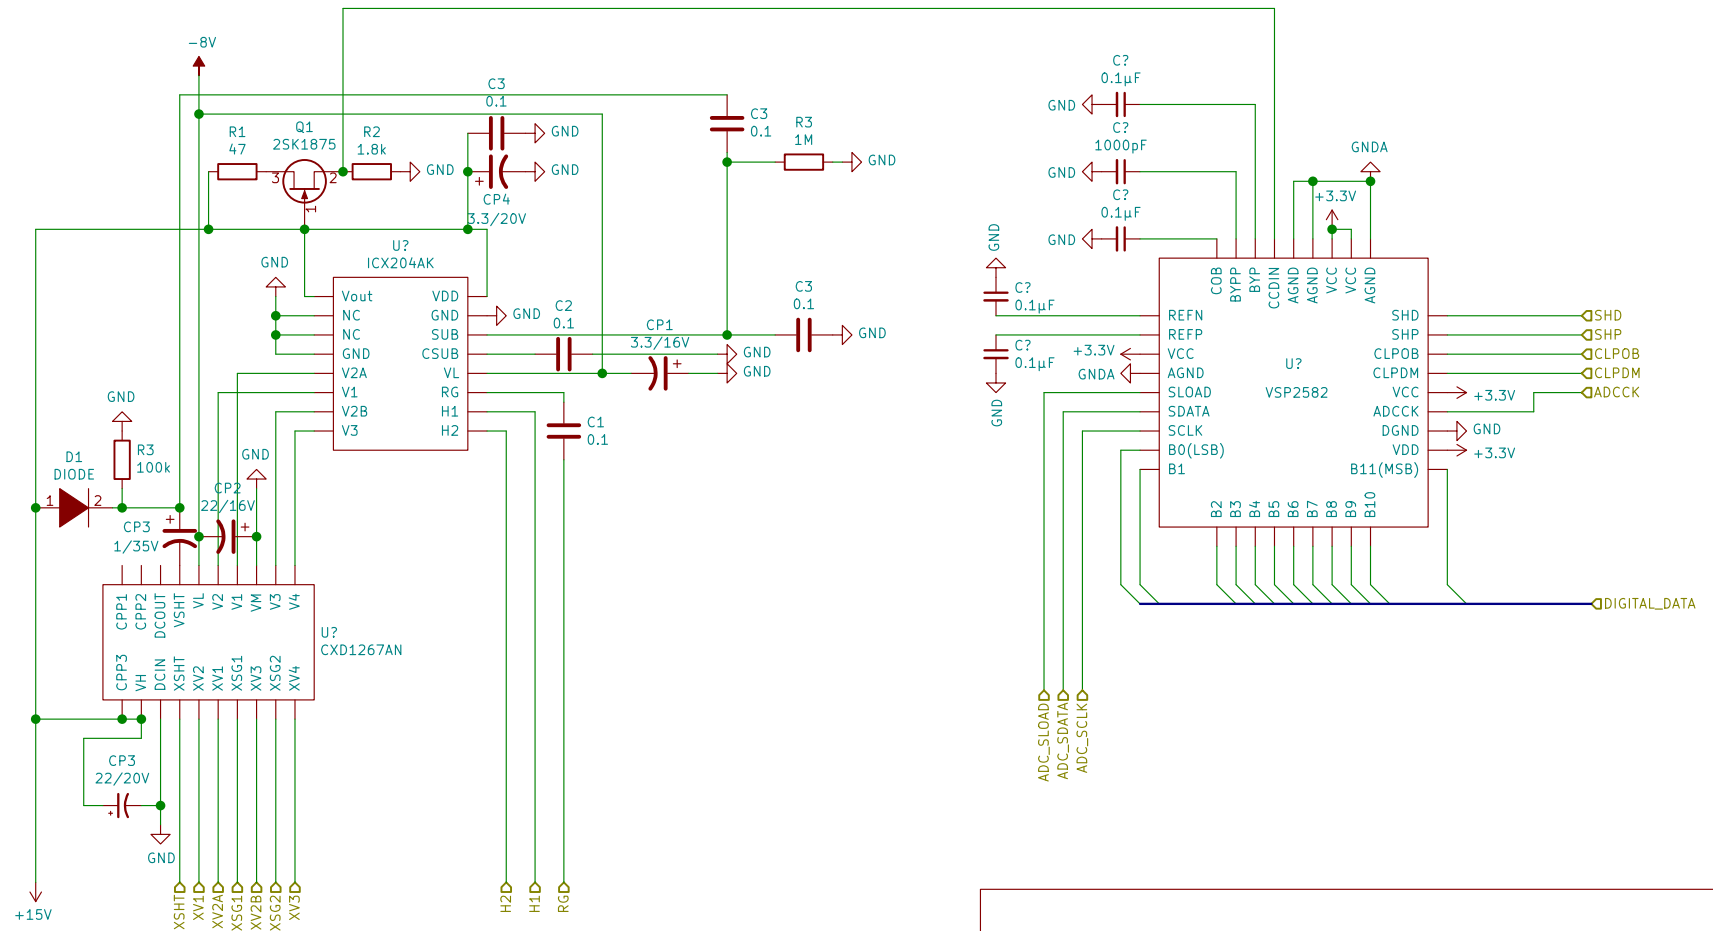 -8V
C3
0.1
GND
CP4
3.3/20V
GND
R1
47
Q1
2SK1875
3
2
1
R2
1.8k
GND
C3
0.1
R3
1M
GND
U?
ICX204AK
GND
Vout
NC
NC
GND
V2A
V1
V2B
V3
VDD
GND
SUB
CSUB
VL
RG
H1
H2
GND
C2
0.1
CP1
3.3/16V
+
GND
GND
C3
0.1
GND
C1
0.1
GND
R3
100k
D1
DIODE
1
2
GND
CP2
22/16V
+
CP3
1/35V
+
CPP1
CPP2
DCOUT
VSHT
VL
V2
V1
VM
V3
V4
CPP3
VH
DCIN
XSHT
XV2
XV1
XSG1
XV3
XSG2
XV4
U?
CXD1267AN
CP3
22/20V
+
GND
+15V
XSHT
XV1
XV2A
XSG1
XV2B
XSG2
XV3
H2
H1
RG
C?
0.1µF
GND
C?
1000pF
GND
C?
0.1µF
GND
GNDA
+3.3V
GND
C?
0.1µF
C?
0.1µF
GND
+3.3V
GNDA
COB
BYPP
BYP
CCDIN
AGND
AGND
VCC
VCC
AGND
REFN
REFP
VCC
AGND
SLOAD
SDATA
SCLK
B0(LSB)
B1
U?
VSP2582
SHD
SHP
CLPOB
CLPDM
VCC
ADCCK
DGND
VDD
B11(MSB)
B2
B3
B4
B5
B6
B7
B8
B9
B10
SHD
SHP
CLPOB
CLPDM
ADCCK
+3.3V
GND
+3.3V
DIGITAL_DATA
ADC_SLOAD
ADC_SDATA
ADC_SCLK
+